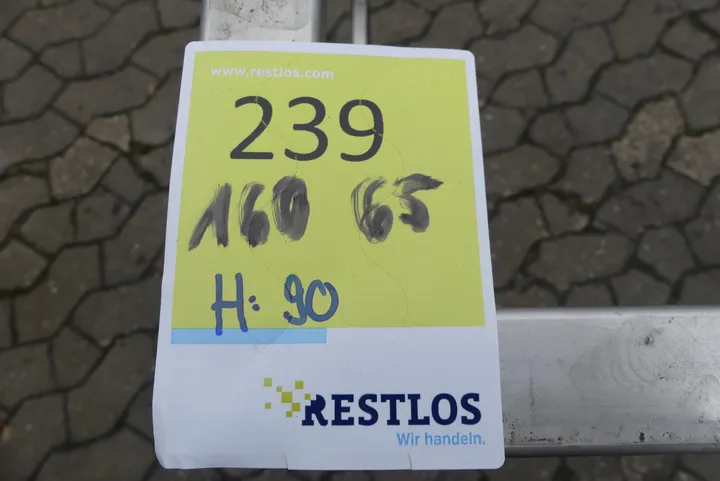 www.restlos.com
239
160 65
H: 90
RESTLOS
Wir handeln.